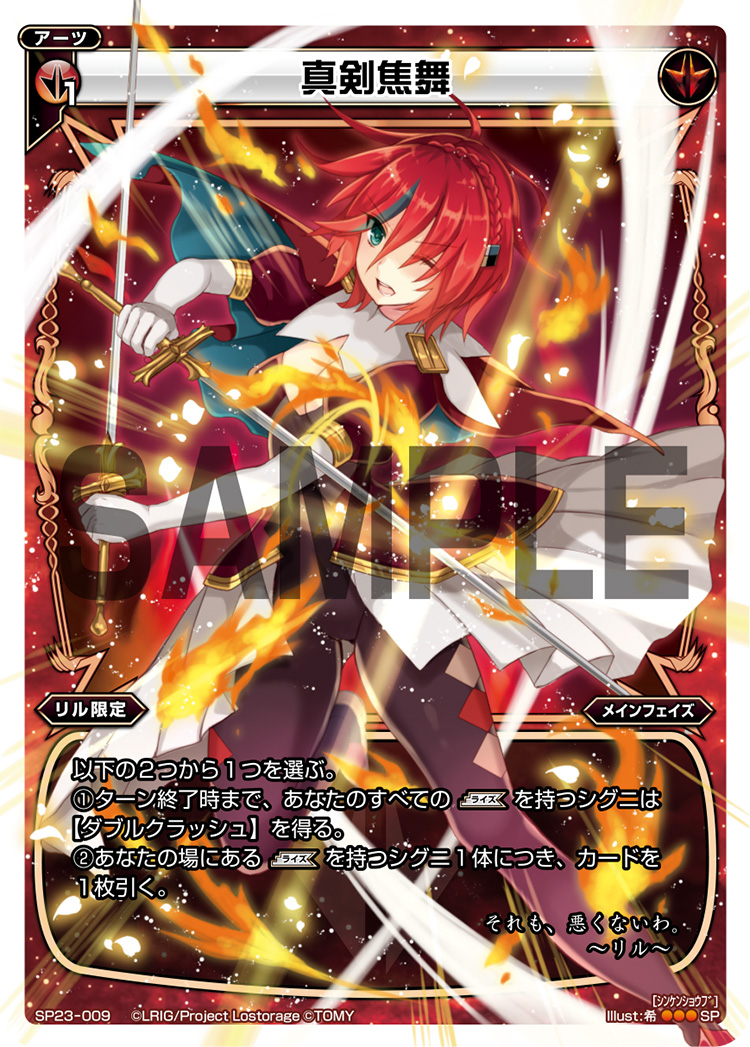 アーツ
1
真剣焦舞
SAMPLE
リル限定
メインフェイズ
以下の2つから1つを選ぶ。
①ターン終了時まで、あなたのすべての ライズ を持つシグニは
【ダブルクラッシュ】を得る。
②あなたの場にある ライズ を持つシグニ1体につき、カードを
1枚引く。
それも、悪くないわ。
～リル～
[シンケンショウブ]
SP23-009 ©LRIG/Project Lostorage ©TOMY Illust:希 SP